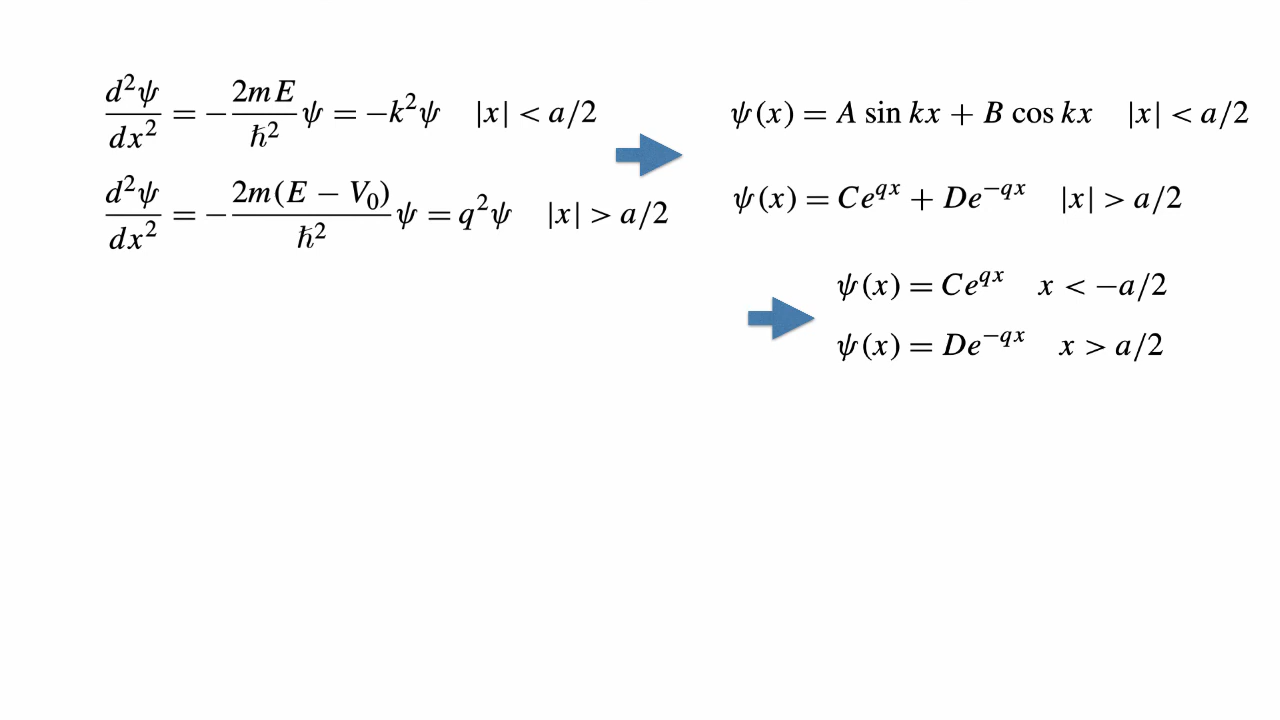 d²ψ/dx² = −2mE/ħ² ψ = −k²ψ |x| < a/2
d²ψ/dx² = −2m(E − V₀)/ħ² ψ = q²ψ |x| > a/2
ψ(x) = A sin kx + B cos kx |x| < a/2
ψ(x) = Ce^{qx} + De^{−qx} |x| > a/2
ψ(x) = Ce^{qx} x < −a/2
ψ(x) = De^{−qx} x > a/2